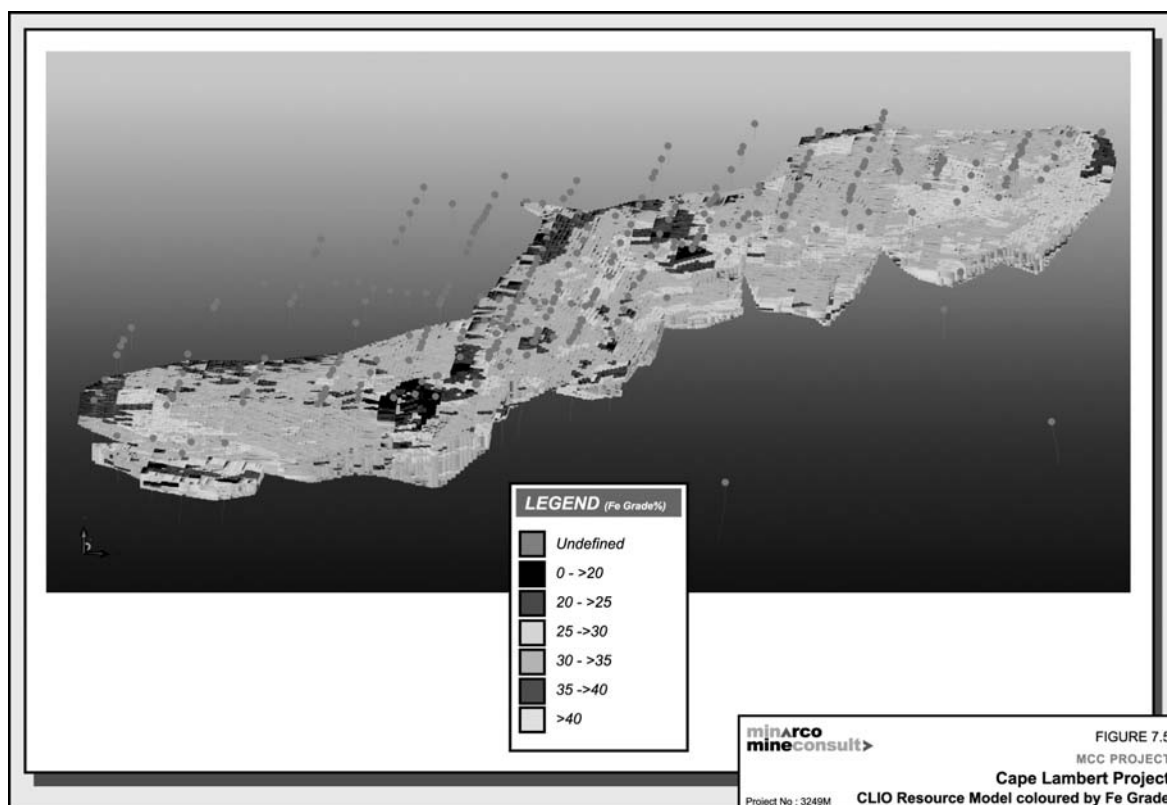 LEGEND (Fe Grade%)
Undefined
0 - >20
20 - >25
25 ->30
30 - >35
35 ->40
>40
minarco
mineconsult>
FIGURE 7.5
MCC PROJECT
Cape Lambert Project
Project No : 3249M
CLIO Resource Model coloured by Fe Grade